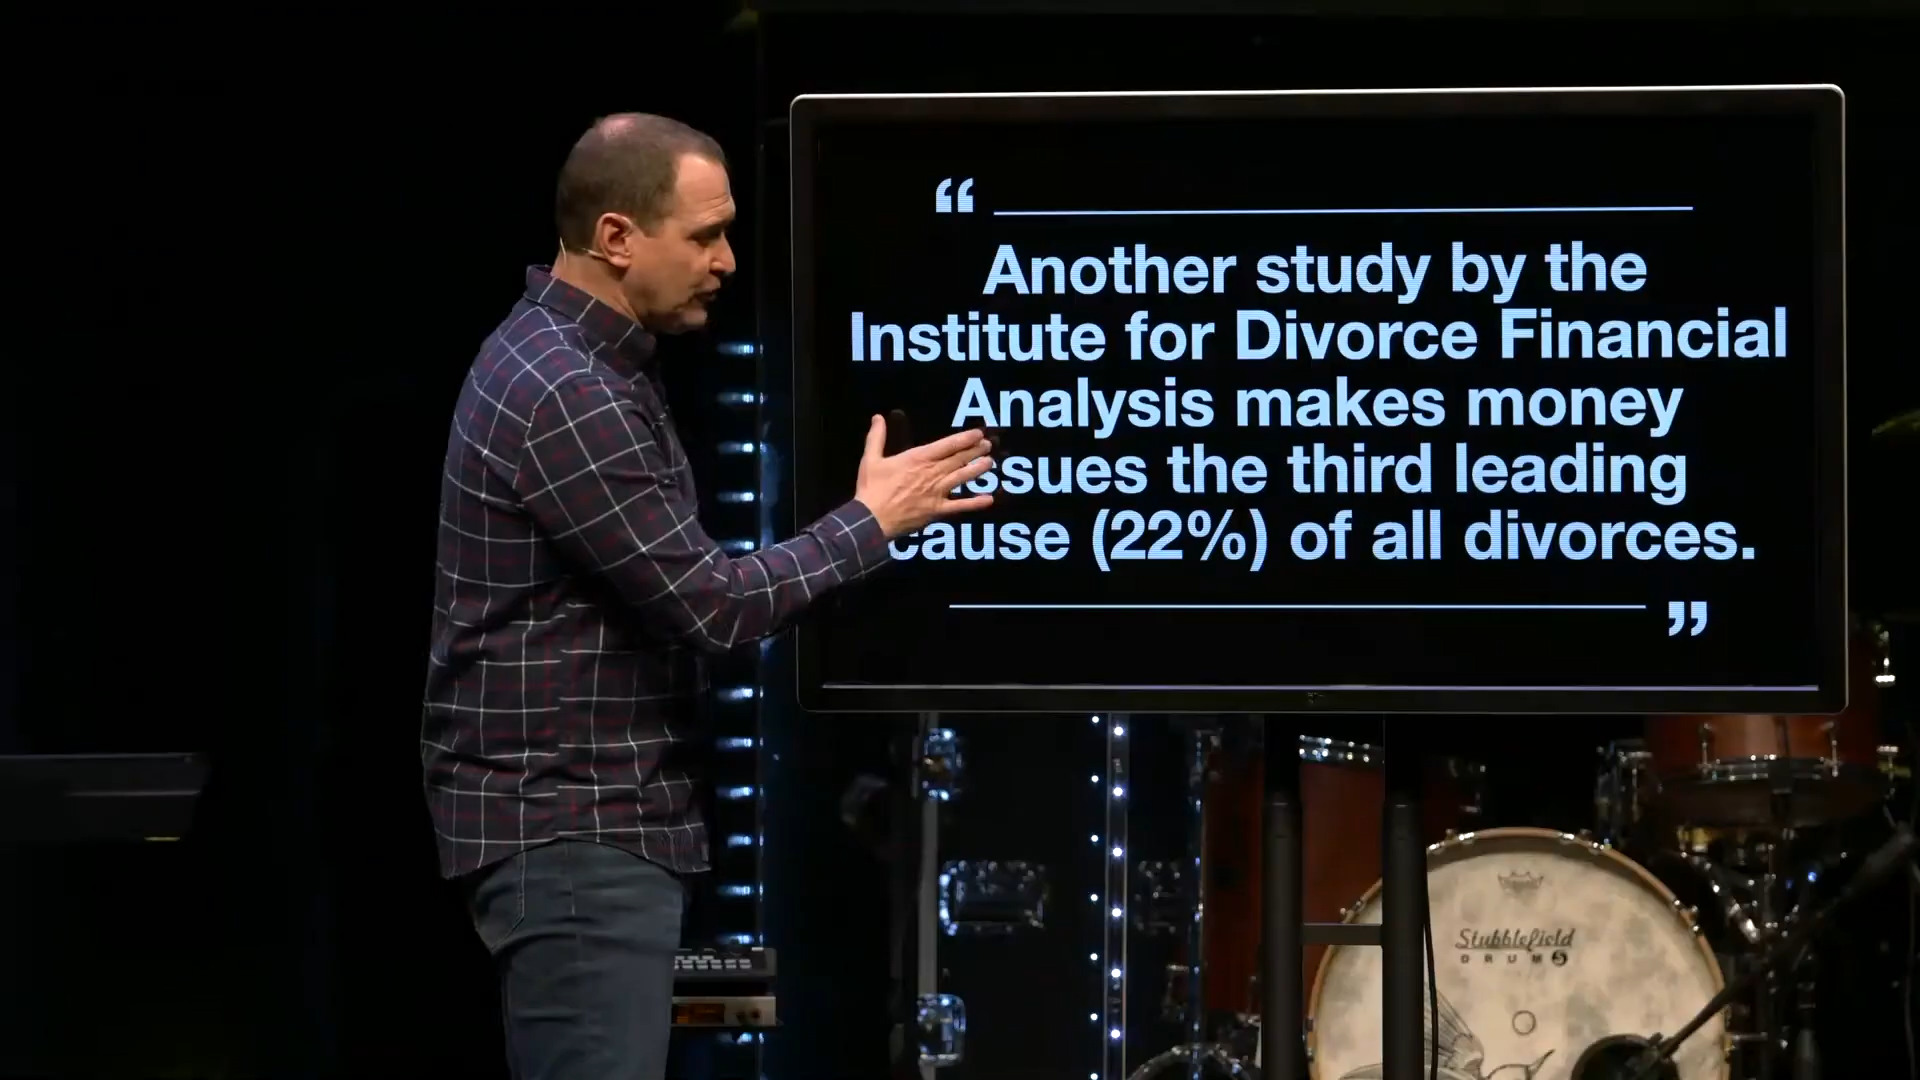 “
Another study by the
Institute for Divorce Financial
Analysis makes money
issues the third leading
cause (22%) of all divorces.
”
Stubblefield
DRUMS